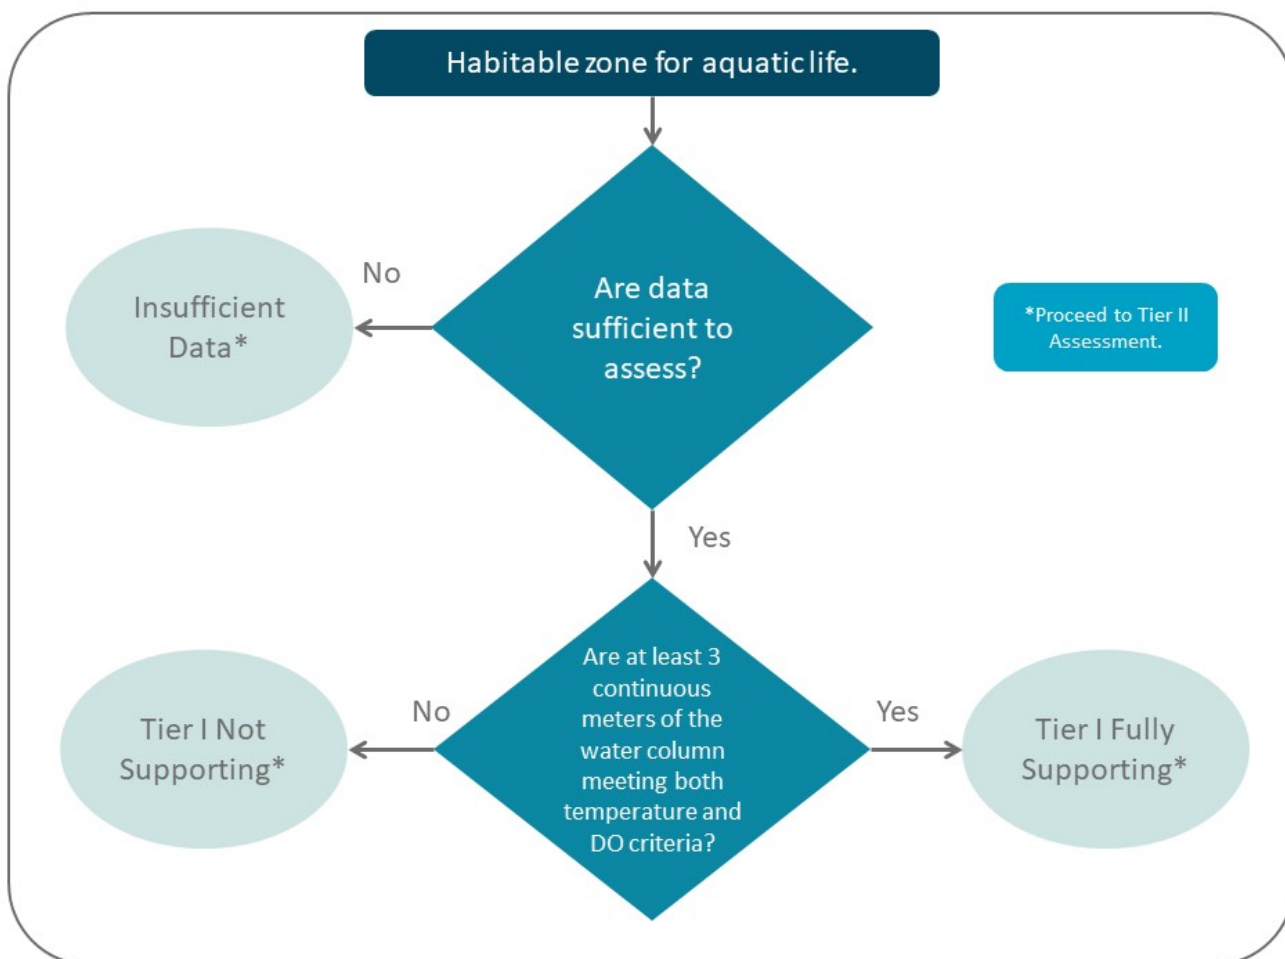 Habitable zone for aquatic life.
No
Insufficient
Data*
Are data
sufficient to
assess?
*Proceed to Tier II
Assessment.
Yes
Are at least 3
continuous
meters of the
water column
meeting both
temperature and
DO criteria?
No
Tier I Not
Supporting*
Yes
Tier I Fully
Supporting*